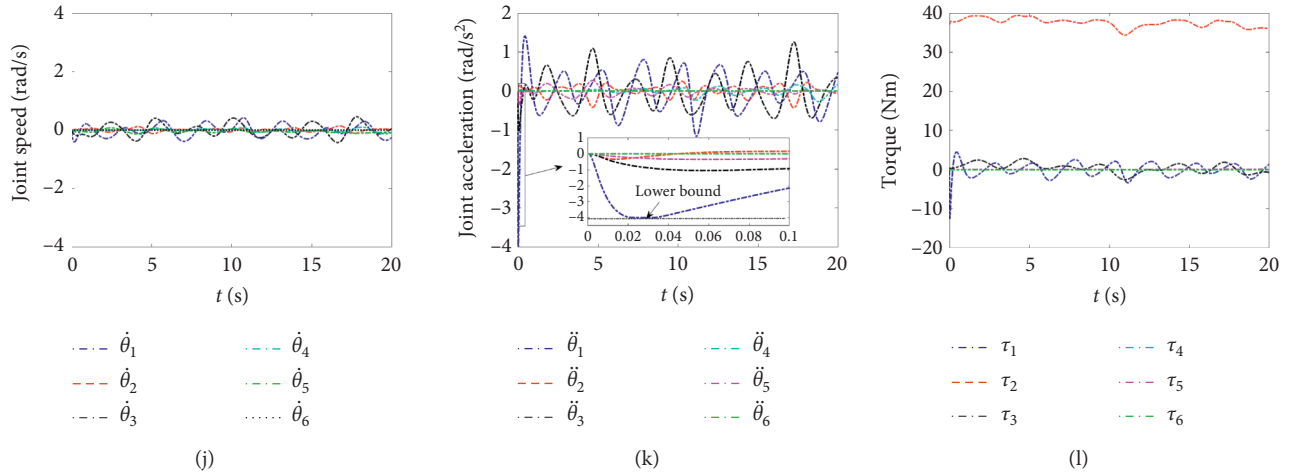 Joint speed (rad/s)
4
2
0
−2
−4
0 5 10 15 20
t (s)
θ̇1 θ̇4
θ̇2 θ̇5
θ̇3 θ̇6
(j)
Joint acceleration (rad/s²)
2
1
0
−1
−2
−3
−4
0
−1
−2
−3
−4
Lower bound
0 0.02 0.04 0.06 0.08 0.1
0 5 10 15 20
t (s)
θ̈1 θ̈4
θ̈2 θ̈5
θ̈3 θ̈6
(k)
Torque (Nm)
40
30
20
10
0
−10
−20
0 5 10 15 20
t (s)
τ1 τ4
τ2 τ5
τ3 τ6
(l)